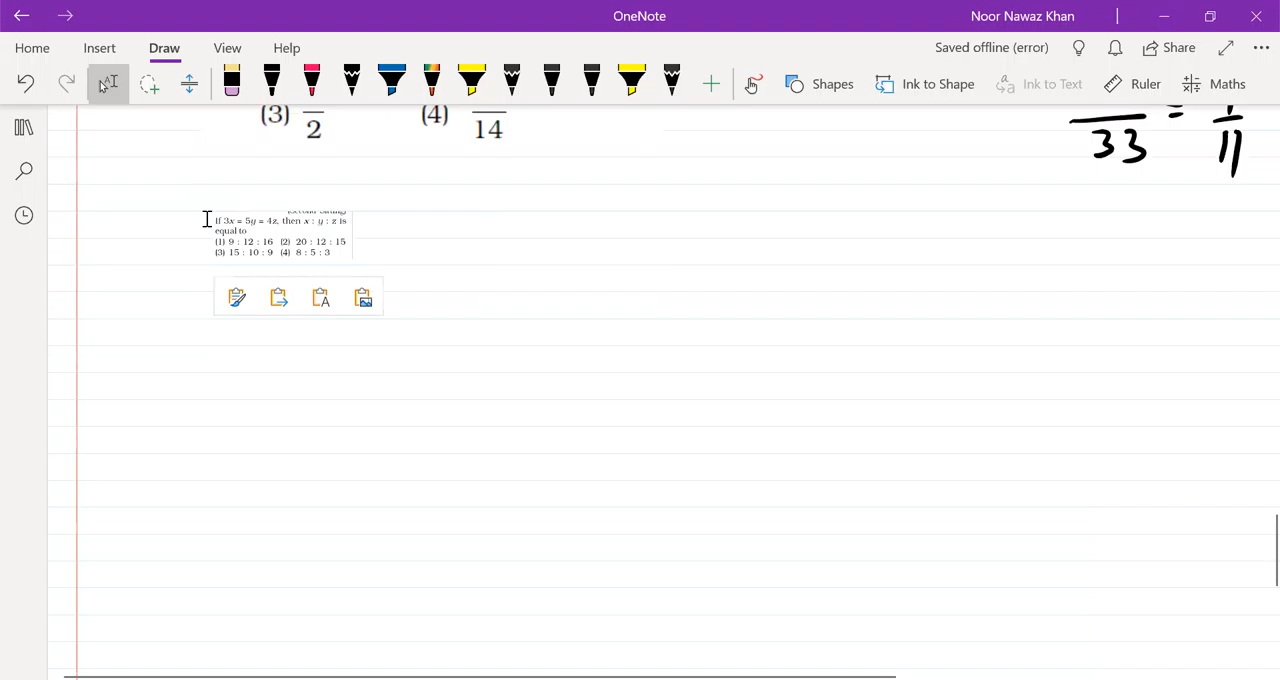 OneNote
Noor Nawaz Khan
Home Insert Draw View Help
Saved offline (error) Share
Shapes Ink to Shape Ink to Text Ruler Maths
(3) 2 (4) 14
33 = 11
(Second Sitting)
If 3x = 5y = 4z, then x : y : z is
equal to
(1) 9 : 12 : 16 (2) 20 : 12 : 15
(3) 15 : 10 : 9 (4) 8 : 5 : 3